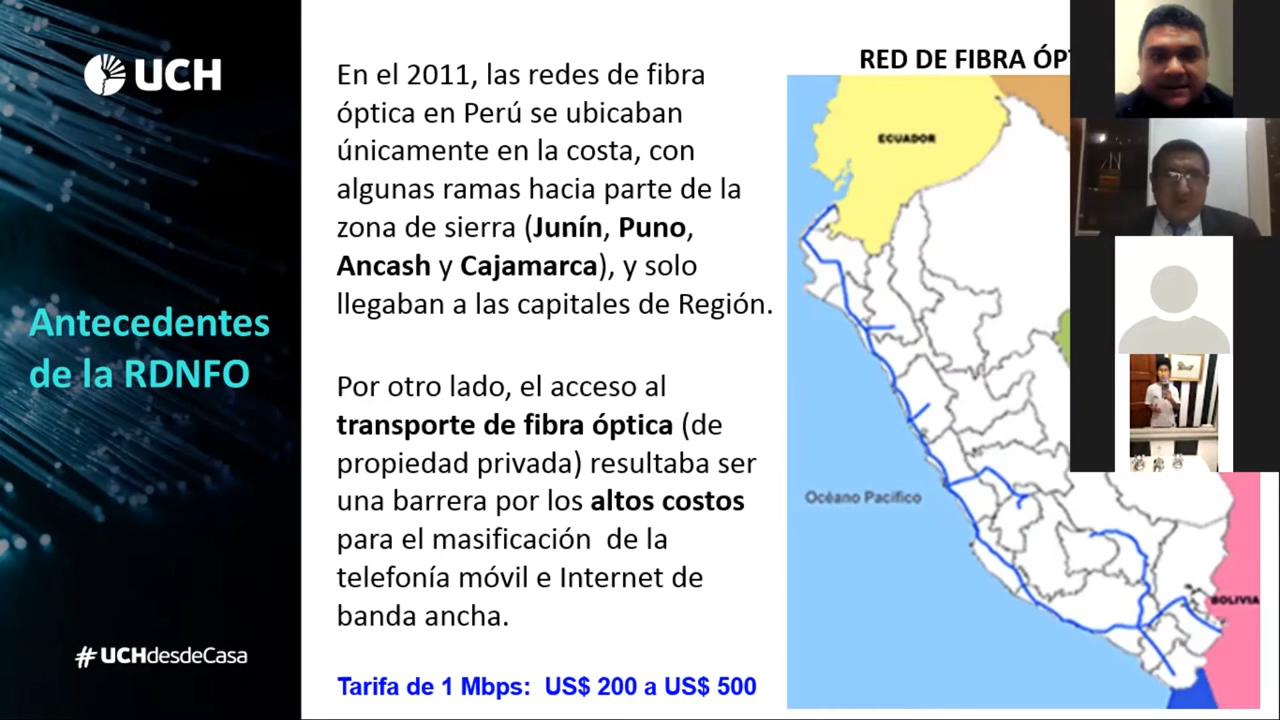 UCH
Antecedentes
de la RDNFO
#UCHdesdeCasa
En el 2011, las redes de fibra
óptica en Perú se ubicaban
únicamente en la costa, con
algunas ramas hacia parte de la
zona de sierra (Junín, Puno,
Ancash y Cajamarca), y solo
llegaban a las capitales de Región.
Por otro lado, el acceso al
transporte de fibra óptica (de
propiedad privada) resultaba ser
una barrera por los altos costos
para el masificación de la
telefonía móvil e Internet de
banda ancha.
Tarifa de 1 Mbps: US$ 200 a US$ 500
RED DE FIBRA
ECUADOR
Océano Pacífico
BOLIVIA